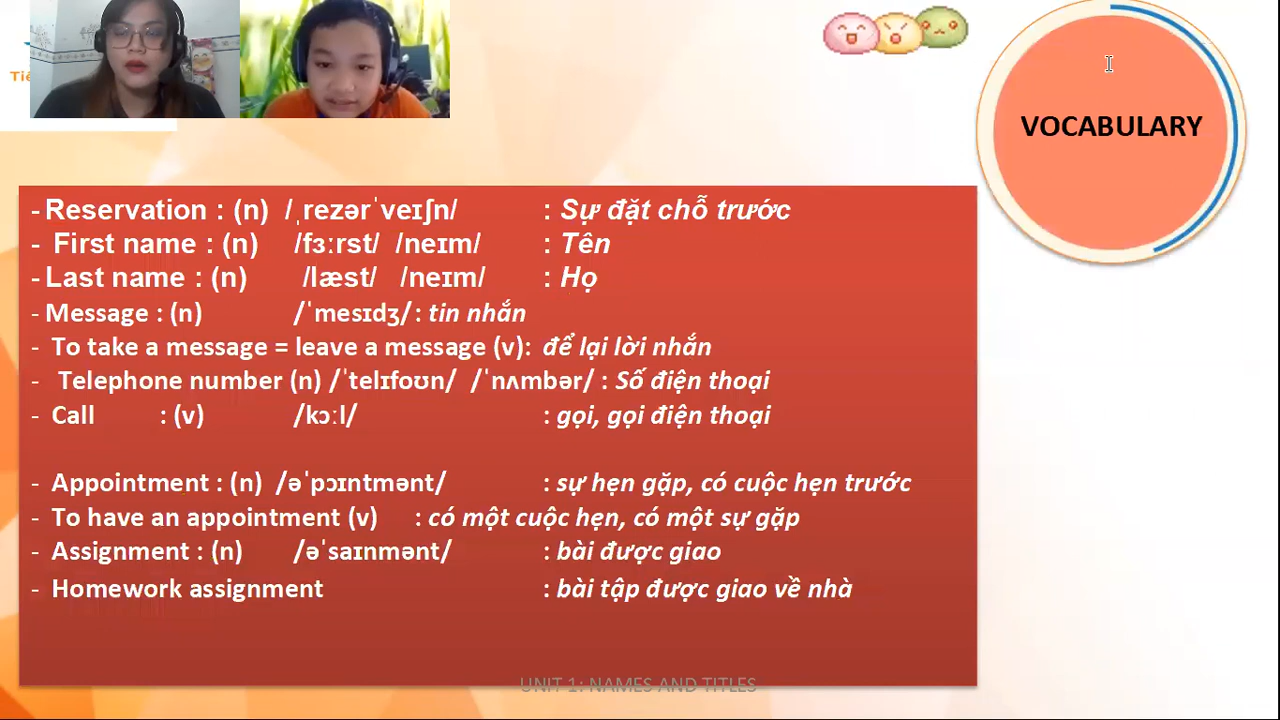 Tiế
VOCABULARY
- Reservation : (n) /ˌrezərˈveɪʃn/ : Sự đặt chỗ trước
- First name : (n) /fɜːrst/ /neɪm/ : Tên
- Last name : (n) /læst/ /neɪm/ : Họ
- Message : (n) /ˈmesɪdʒ/ : tin nhắn
- To take a message = leave a message (v): để lại lời nhắn
- Telephone number (n) /ˈtelɪfoʊn/ /ˈnʌmbər/ : Số điện thoại
- Call : (v) /kɔːl/ : gọi, gọi điện thoại
- Appointment : (n) /əˈpɔɪntmənt/ : sự hẹn gặp, có cuộc hẹn trước
- To have an appointment (v) : có một cuộc hẹn, có một sự gặp
- Assignment : (n) /əˈsaɪnmənt/ : bài được giao
- Homework assignment : bài tập được giao về nhà
UNIT 1: NAMES AND TITLES